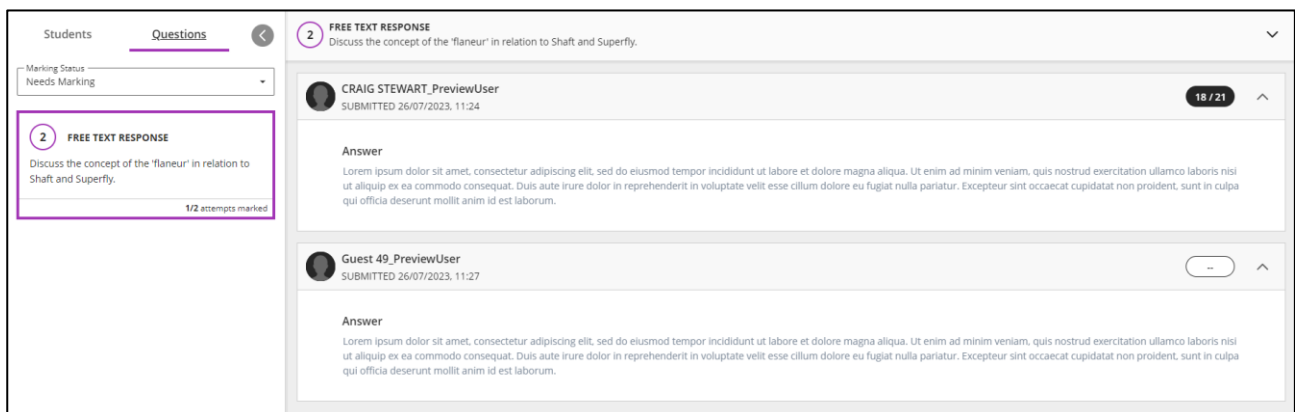 Students Questions
Marking Status
Needs Marking
2 FREE TEXT RESPONSE
Discuss the concept of the 'flaneur' in relation to
Shaft and Superfly.
1/2 attempts marked
2 FREE TEXT RESPONSE
Discuss the concept of the 'flaneur' in relation to Shaft and Superfly.
CRAIG STEWART_PreviewUser
SUBMITTED 26/07/2023, 11:24
18 / 21
Answer
Lorem ipsum dolor sit amet, consectetur adipiscing elit, sed do eiusmod tempor incididunt ut labore et dolore magna aliqua. Ut enim ad minim veniam, quis nostrud exercitation ullamco laboris nisi
ut aliquip ex ea commodo consequat. Duis aute irure dolor in reprehenderit in voluptate velit esse cillum dolore eu fugiat nulla pariatur. Excepteur sint occaecat cupidatat non proident, sunt in culpa
qui officia deserunt mollit anim id est laborum.
Guest 49_PreviewUser
SUBMITTED 26/07/2023, 11:27
--
Answer
Lorem ipsum dolor sit amet, consectetur adipiscing elit, sed do eiusmod tempor incididunt ut labore et dolore magna aliqua. Ut enim ad minim veniam, quis nostrud exercitation ullamco laboris nisi
ut aliquip ex ea commodo consequat. Duis aute irure dolor in reprehenderit in voluptate velit esse cillum dolore eu fugiat nulla pariatur. Excepteur sint occaecat cupidatat non proident, sunt in culpa
qui officia deserunt mollit anim id est laborum.